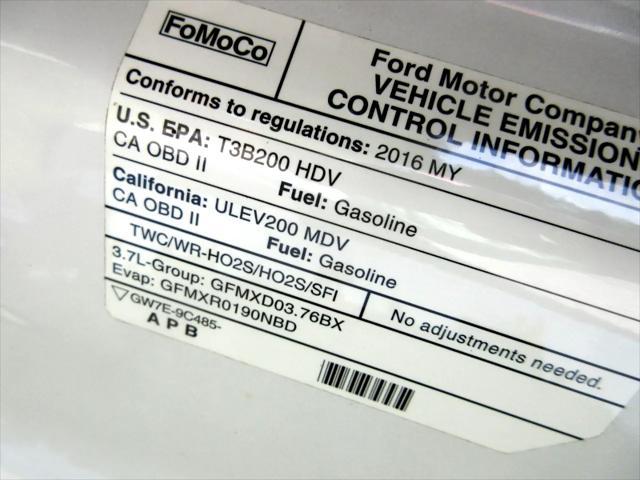 FoMoCo
Ford Motor Company
VEHICLE EMISSION
CONTROL INFORMATION
Conforms to regulations: 2016 MY
U.S. EPA: T3B200 HDV
CA OBD II Fuel: Gasoline
California: ULEV200 MDV
CA OBD II Fuel: Gasoline
TWC/WR-HO2S/HO2S/SFI
No adjustments needed.
3.7L-Group: GFMXD03.76BX
Evap: GFMXR0190NBD
GW7E-9C485-
A P B